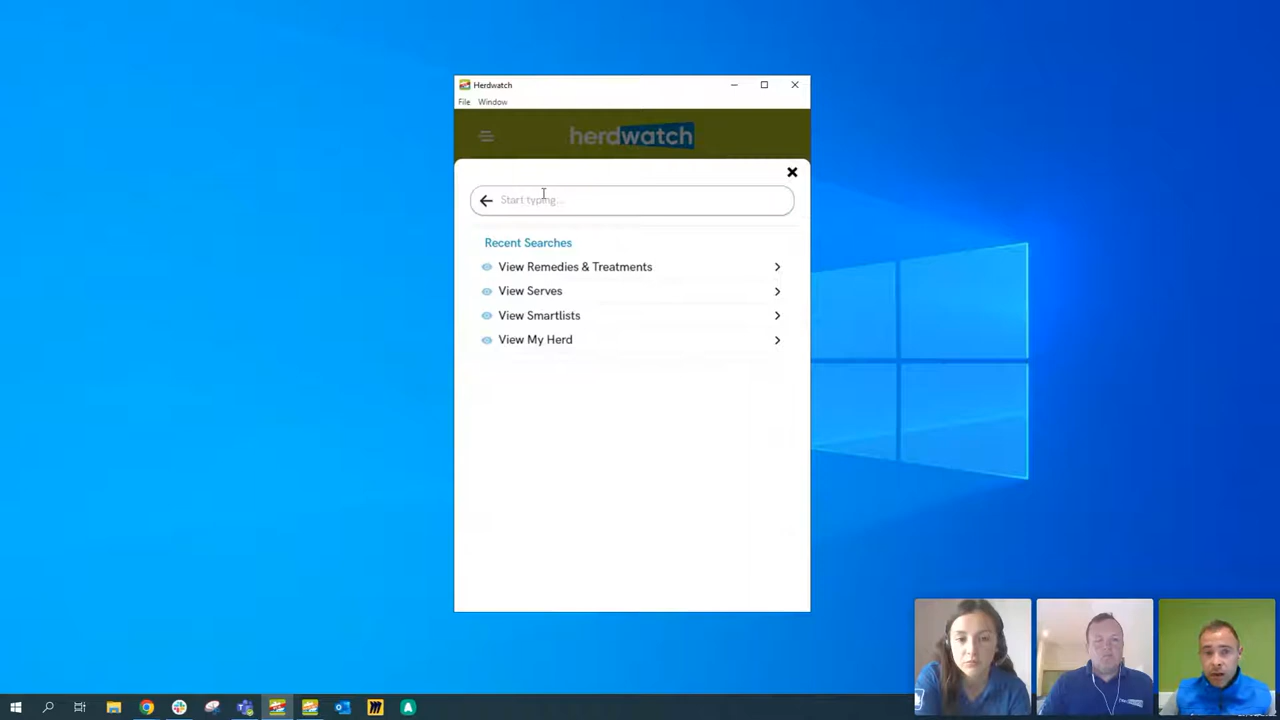 Herdwatch
File Window
herdwatch
Start typing...
Recent Searches
View Remedies & Treatments
View Serves
View Smartlists
View My Herd